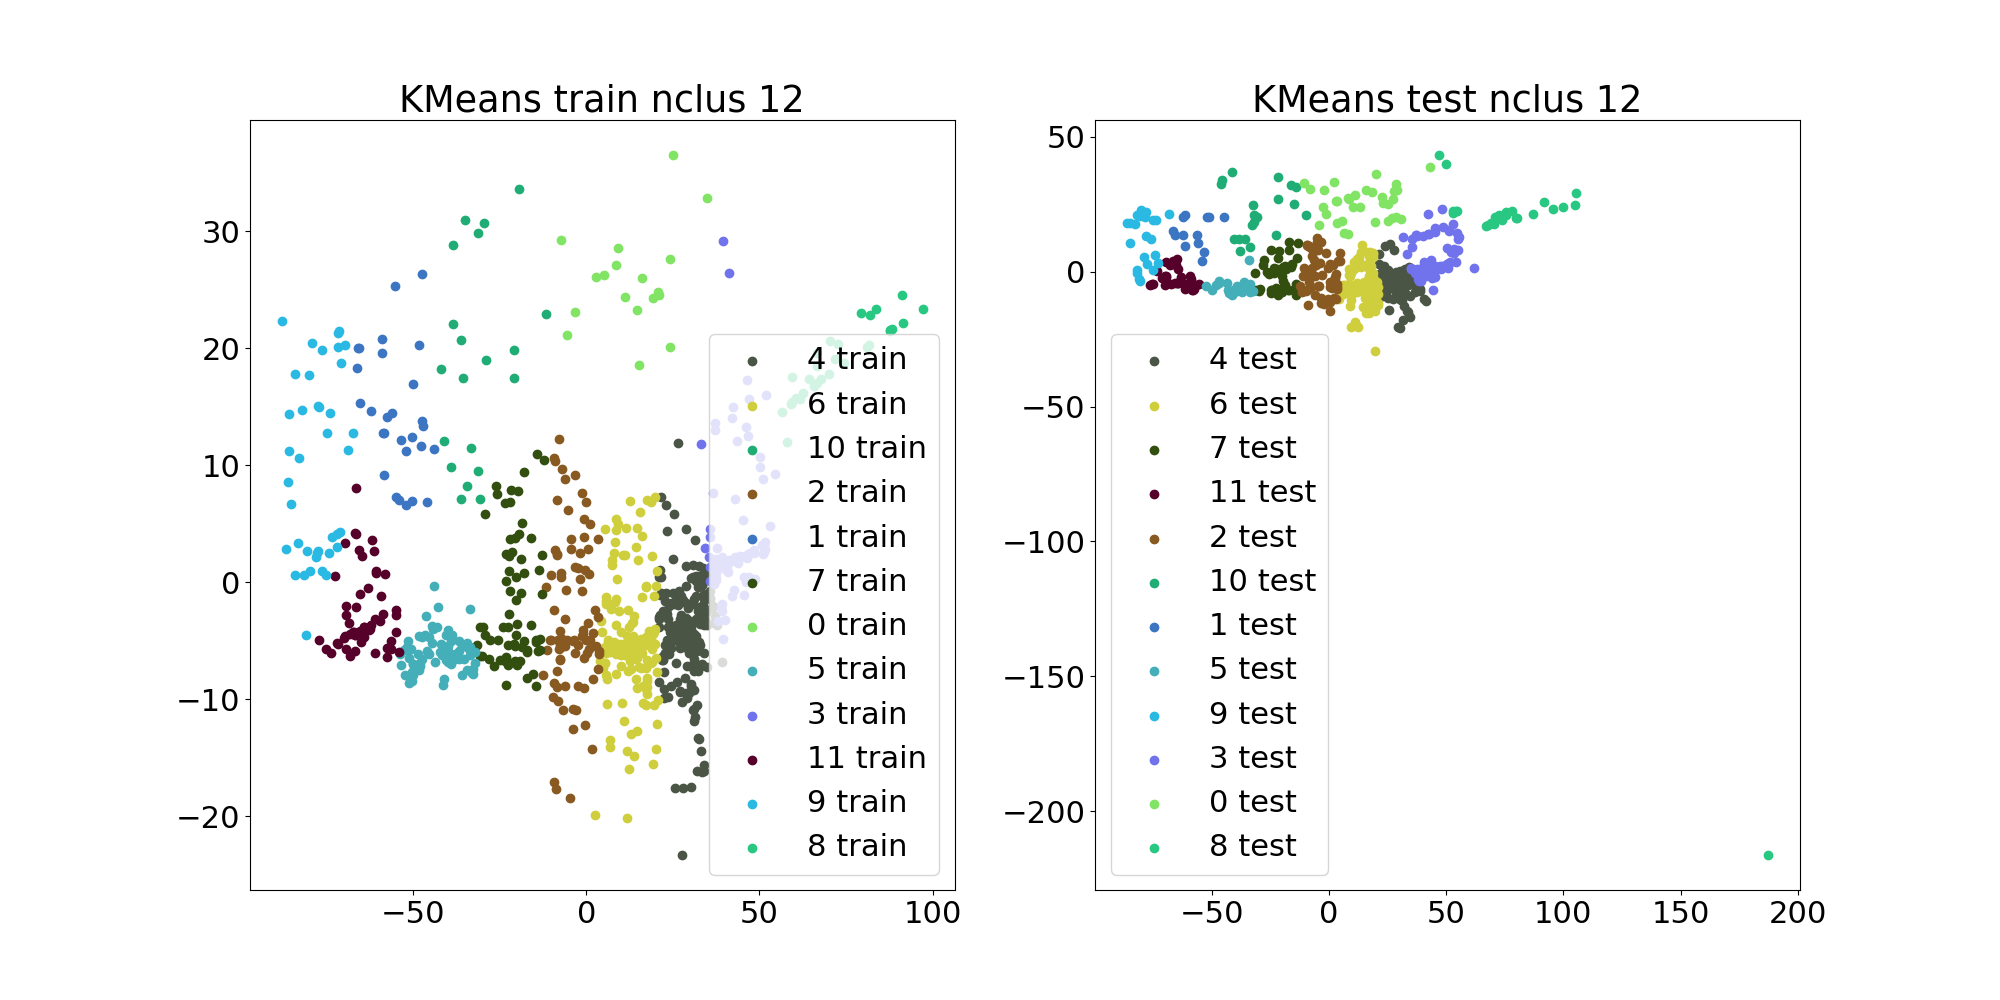 KMeans train nclus 12
30
20
10
0
−10
−20
−50
0
50
100
4 train
6 train
10 train
2 train
1 train
7 train
0 train
5 train
3 train
11 train
9 train
8 train
KMeans test nclus 12
50
0
−50
−100
−150
−200
−50
0
50
100
150
200
4 test
6 test
7 test
11 test
2 test
10 test
1 test
5 test
9 test
3 test
0 test
8 test